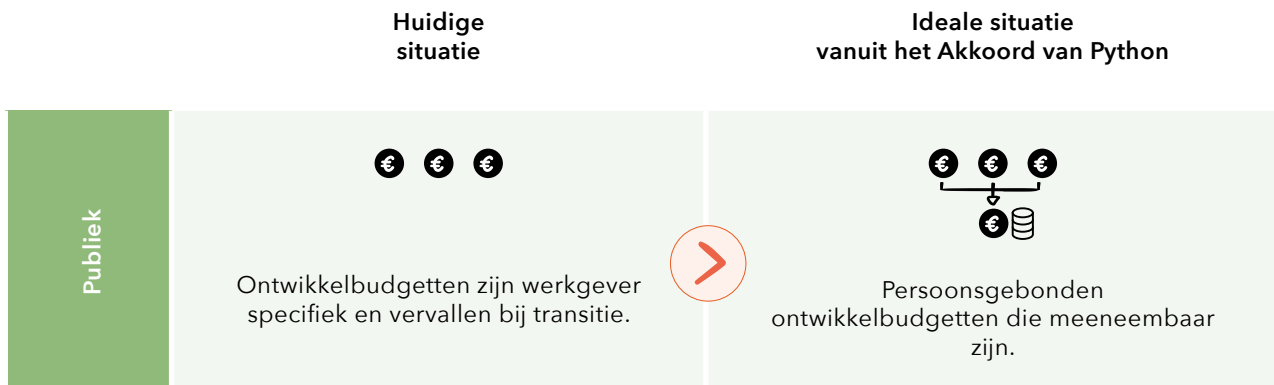 Huidige
situatie
Ideale situatie
vanuit het Akkoord van Python
Publiek
€ € €
Ontwikkelbudgetten zijn werkgever
specifiek en vervallen bij transitie.
€ € €
€
Persoonsgebonden
ontwikkelbudgetten die meeneembaar
zijn.